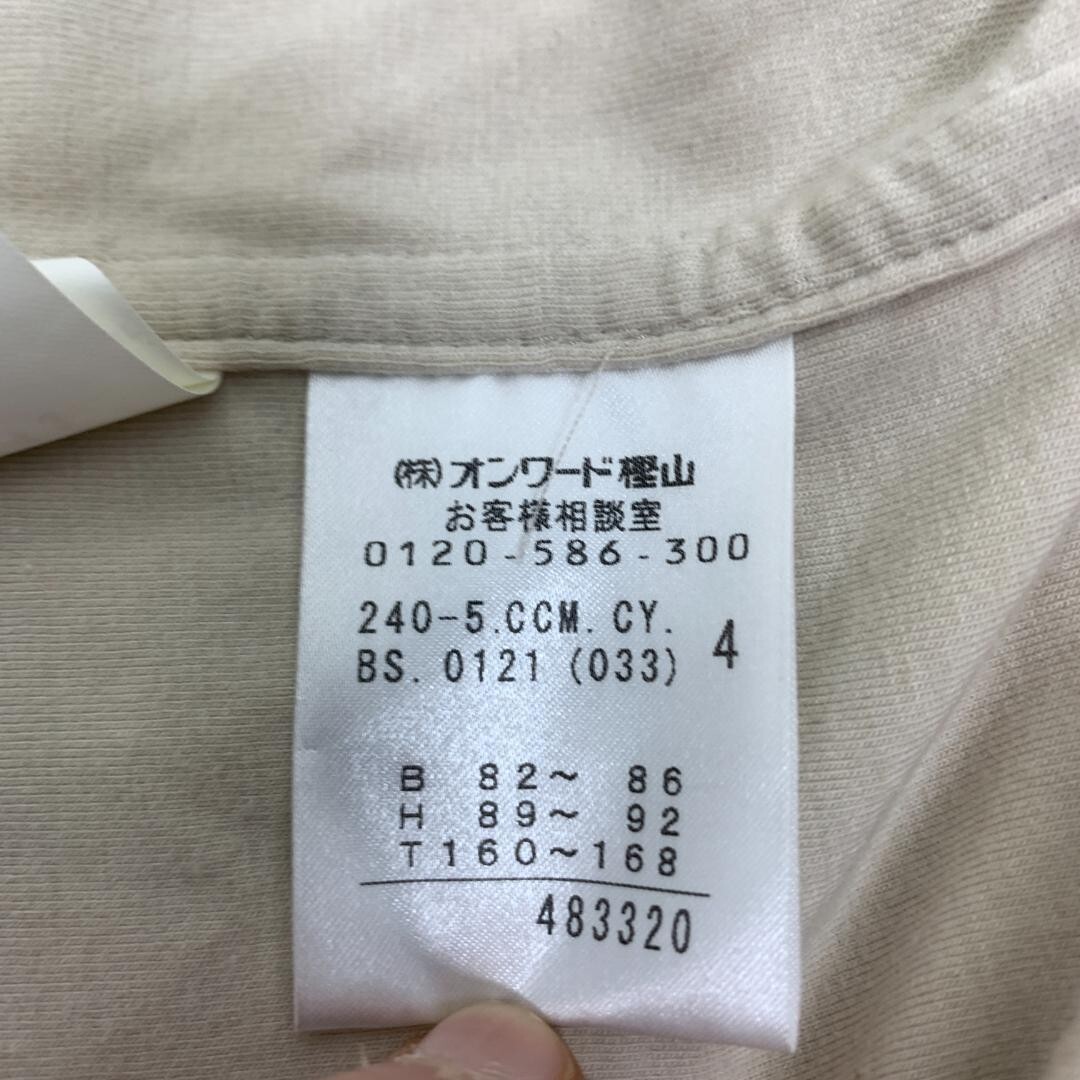 (株)オンワード樫山
お客様相談室
0120-586-300
240-5.CCM.CY. 4
BS.0121(033)
B 82~ 86
H 89~ 92
T160~168
483320